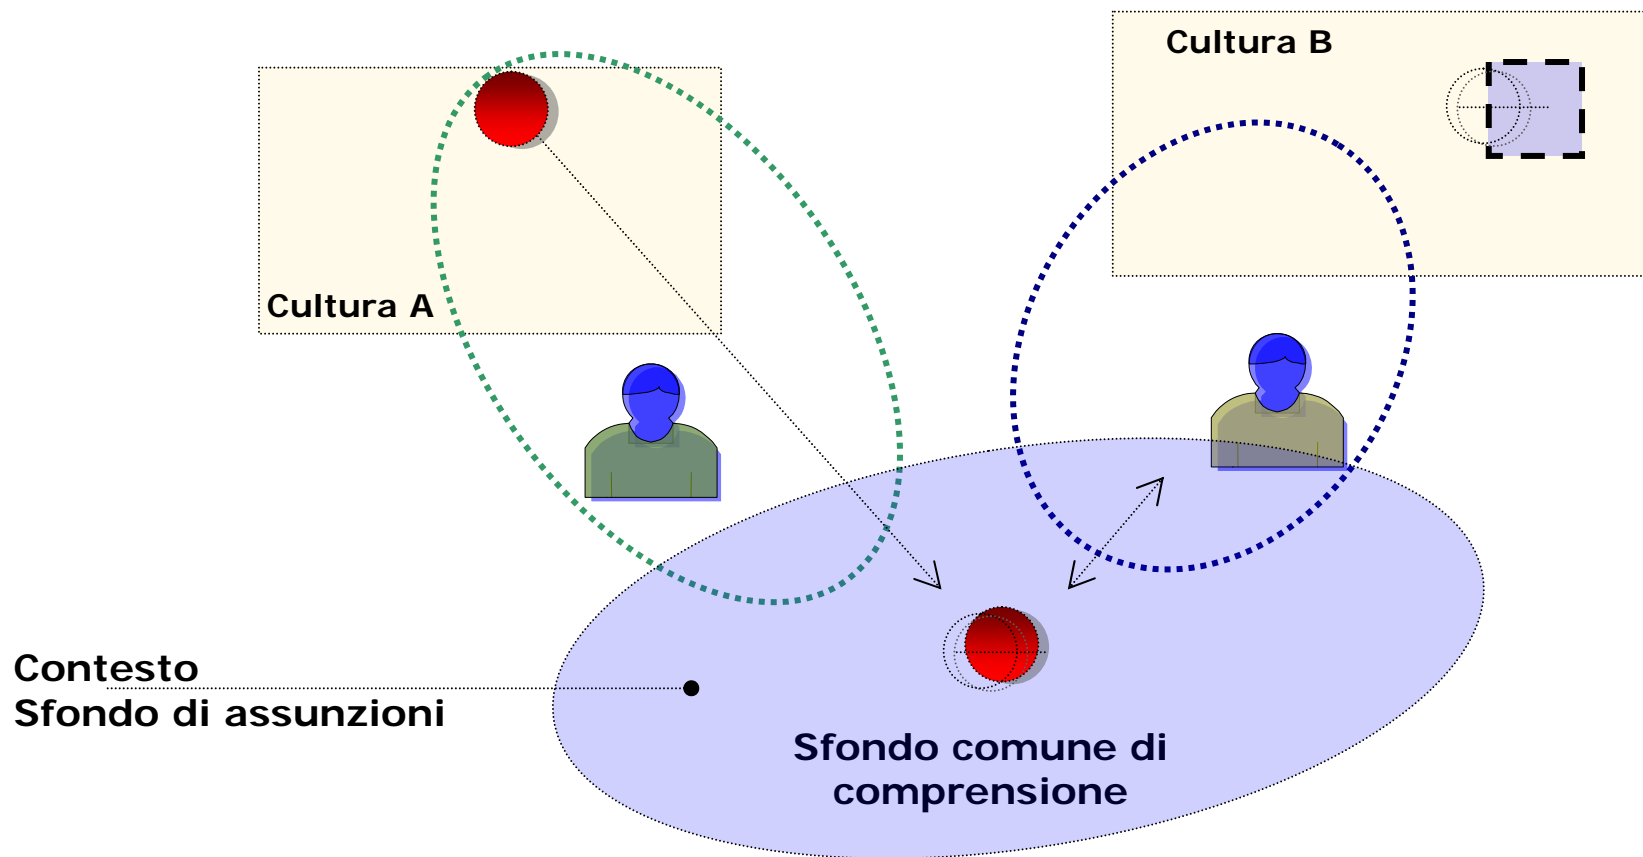 Cultura B
Cultura A
Contesto
Sfondo di assunzioni
Sfondo comune di
comprensione